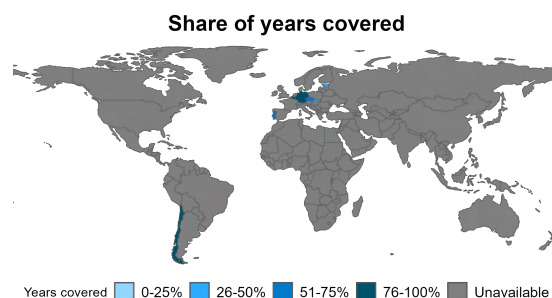 Share of years covered
Years covered 0-25% 26-50% 51-75% 76-100% Unavailable